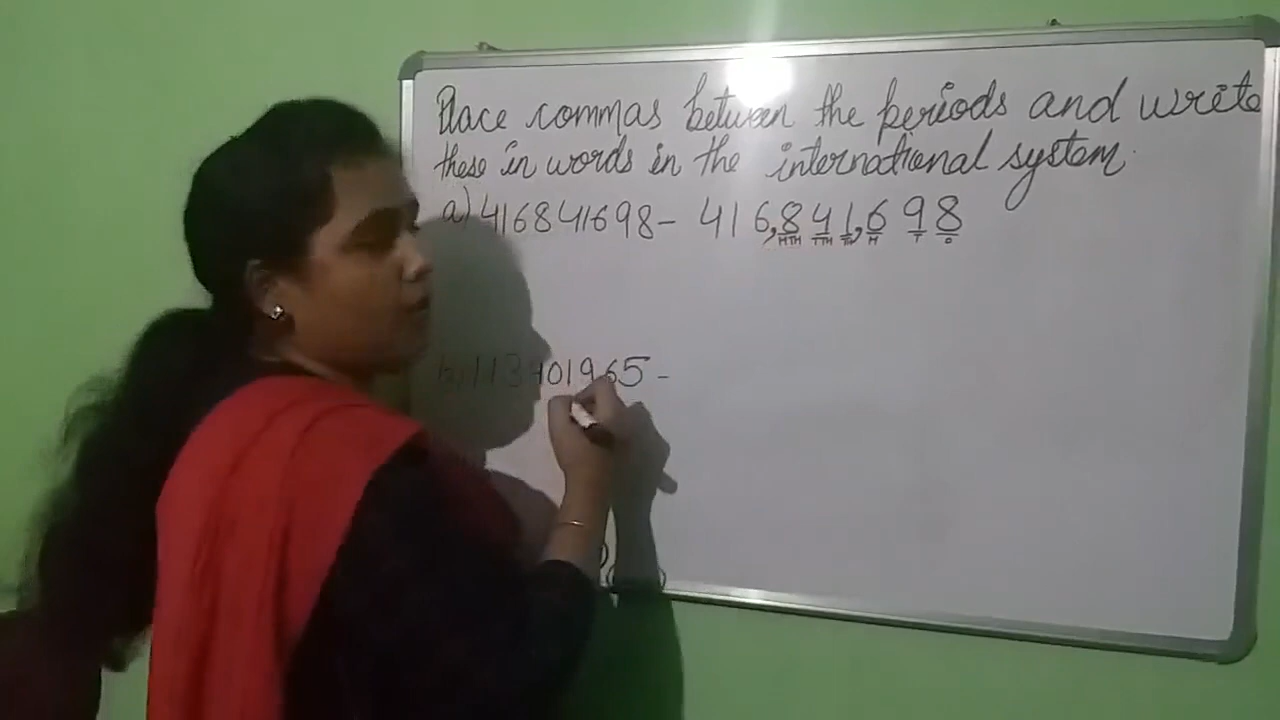 Place commas between the periods and write
these in words in the international system.
a) 416841698 - 416,841,698
HTH TTH TH H T O
b) 113401965 -